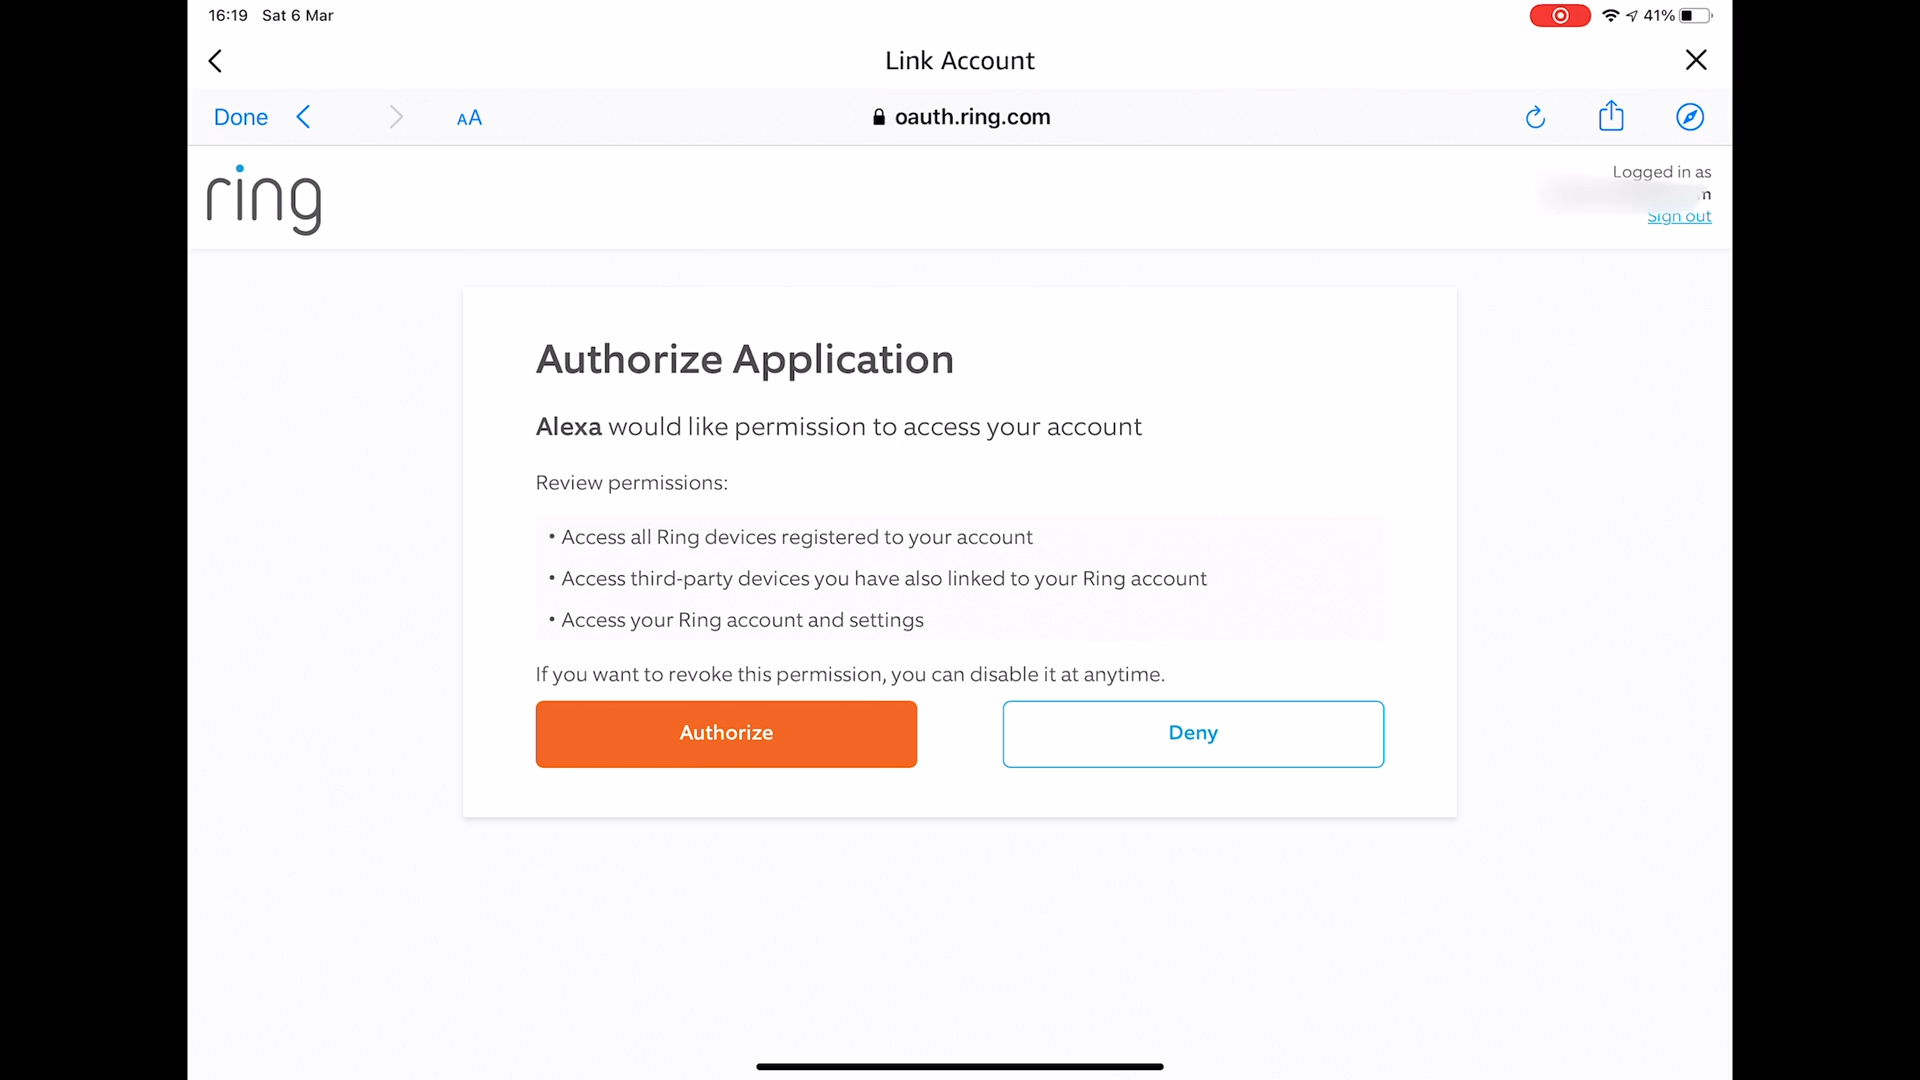 16:19 Sat 6 Mar
41%
Link Account
Done
AA
oauth.ring.com
ring
Logged in as
m
Sign out
Authorize Application
Alexa would like permission to access your account
Review permissions:
• Access all Ring devices registered to your account
• Access third-party devices you have also linked to your Ring account
• Access your Ring account and settings
If you want to revoke this permission, you can disable it at anytime.
Authorize
Deny